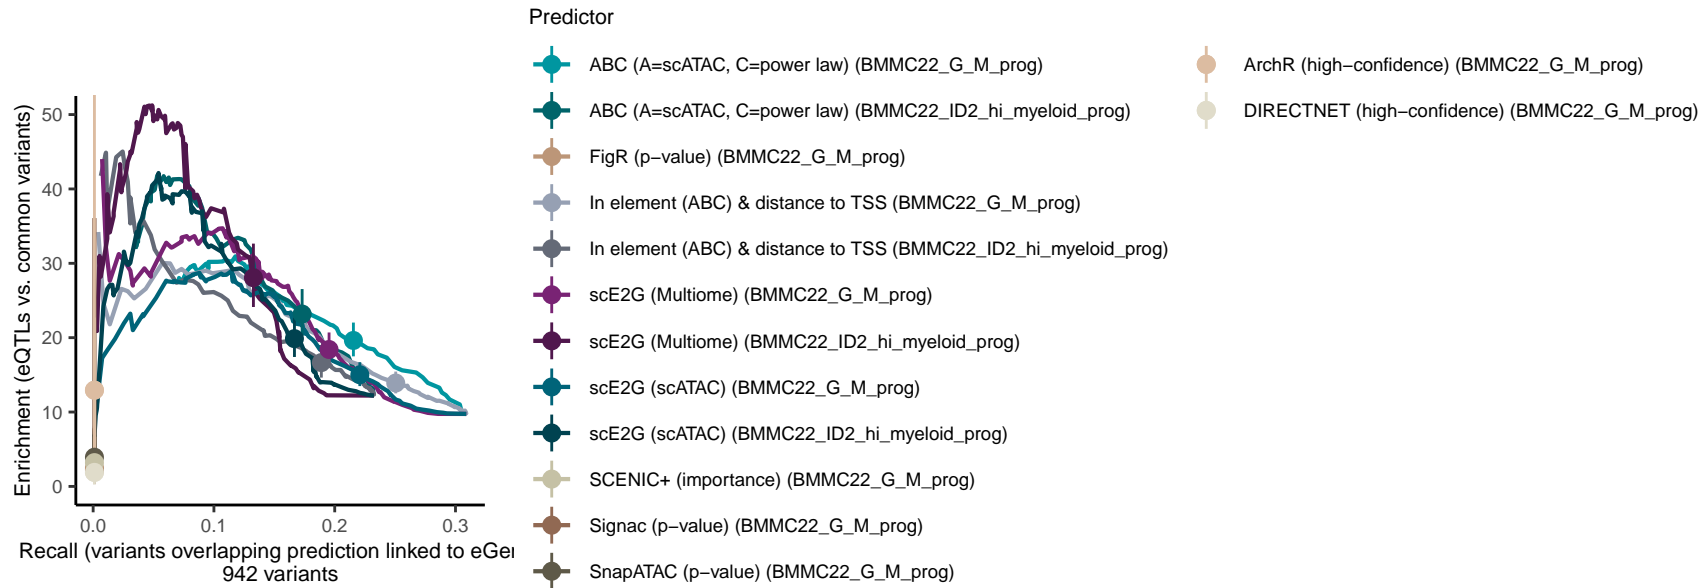 Predictor
ABC (A=scATAC, C=power law) (BMMC22_G_M_prog)
ABC (A=scATAC, C=power law) (BMMC22_ID2_hi_myeloid_prog)
FigR (p−value) (BMMC22_G_M_prog)
In element (ABC) & distance to TSS (BMMC22_G_M_prog)
In element (ABC) & distance to TSS (BMMC22_ID2_hi_myeloid_prog)
scE2G (Multiome) (BMMC22_G_M_prog)
scE2G (Multiome) (BMMC22_ID2_hi_myeloid_prog)
scE2G (scATAC) (BMMC22_G_M_prog)
scE2G (scATAC) (BMMC22_ID2_hi_myeloid_prog)
SCENIC+ (importance) (BMMC22_G_M_prog)
Signac (p−value) (BMMC22_G_M_prog)
SnapATAC (p−value) (BMMC22_G_M_prog)
ArchR (high−confidence) (BMMC22_G_M_prog)
DIRECTNET (high−confidence) (BMMC22_G_M_prog)
Enrichment (eQTLs vs. common variants)
50
40
30
20
10
0
0.0 0.1 0.2 0.3
Recall (variants overlapping prediction linked to eGe
942 variants